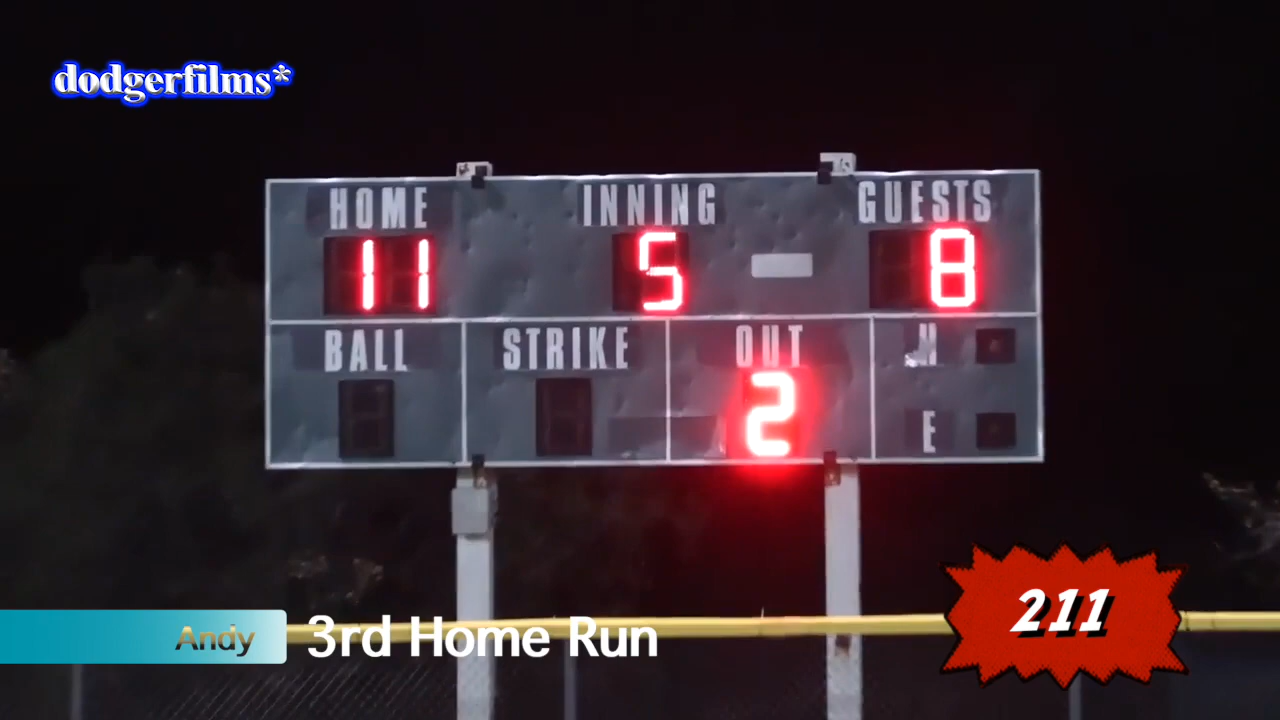 dodgerfilms*
HOME INNING GUESTS
11 5 8
BALL STRIKE OUT H
2
E
Andy 3rd Home Run
211